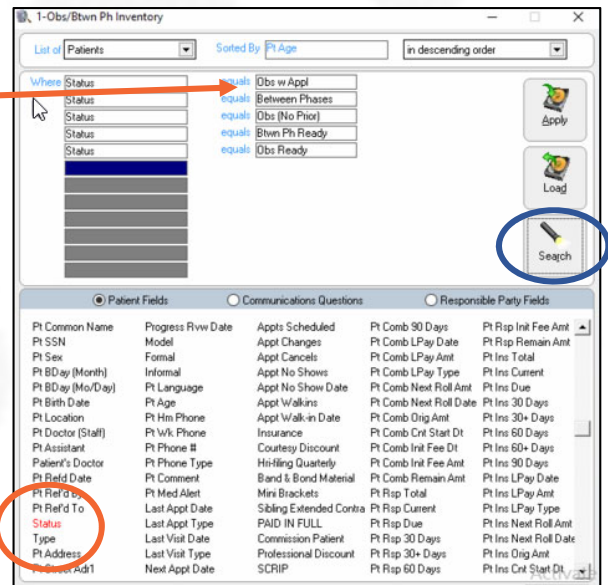 1-Obs/Btwn Ph Inventory
List of Patients Sorted By Pt Age in descending order
Where Status equals Obs w Appl
Status equals Between Phases
Status equals Obs (No Prior)
Status equals Btwn Ph Ready
Status equals Obs Ready
Apply
Load
Search
Patient Fields Communications Questions Responsible Party Fields
Pt Common Name Progress Rvw Date Appts Scheduled Pt Comb 90 Days Pt Rsp Init Fee Amt
Pt SSN Model Appt Changes Pt Comb LPay Date Pt Rsp Remain Amt
Pt Sex Formal Appt Cancels Pt Comb LPay Amt Pt Ins Total
Pt BDay (Month) Informal Appt No Shows Pt Comb LPay Type Pt Ins Current
Pt BDay (Mo/Day) Pt Language Appt No Show Date Pt Comb Next Roll Amt Pt Ins Due
Pt Birth Date Pt Age Appt Walkins Pt Comb Next Roll Date Pt Ins 30 Days
Pt Location Pt Hm Phone Appt Walk-in Date Pt Comb Orig Amt Pt Ins 30+ Days
Pt Doctor (Staff) Pt Wk Phone Insurance Pt Comb Cnt Start Dt Pt Ins 60 Days
Pt Assistant Pt Phone # Courtesy Discount Pt Comb Init Fee Dt Pt Ins 60+ Days
Patient's Doctor Pt Phone Type Hri-filing Quarterly Pt Comb Init Fee Amt Pt Ins 90 Days
Pt Refd Date Pt Comment Band & Bond Material Pt Comb Remain Amt Pt Ins LPay Date
Pt Ref'd By Pt Med Alert Mini Brackets Pt Rsp Total Pt Ins LPay Amt
Pt Ref'd To Last Appt Date Sibling Extended Contra Pt Rsp Current Pt Ins LPay Type
Status Last Appt Type PAID IN FULL Pt Rsp Due Pt Ins Next Roll Amt
Type Last Visit Date Commission Patient Pt Rsp 30 Days Pt Ins Next Roll Date
Pt Address Last Visit Type Professional Discount Pt Rsp 30+ Days Pt Ins Orig Amt
Pt Street Adr1 Next Appt Date SCRIP Pt Rsp 60 Days Pt Ins Cnt Start Dt